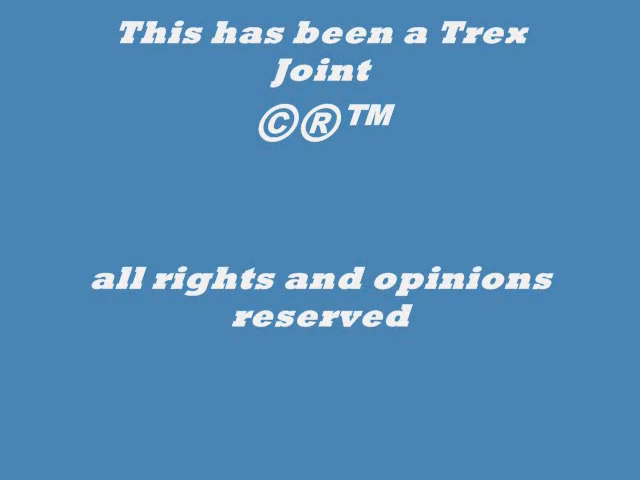 This has been a Trex
Joint
©®™
all rights and opinions
reserved